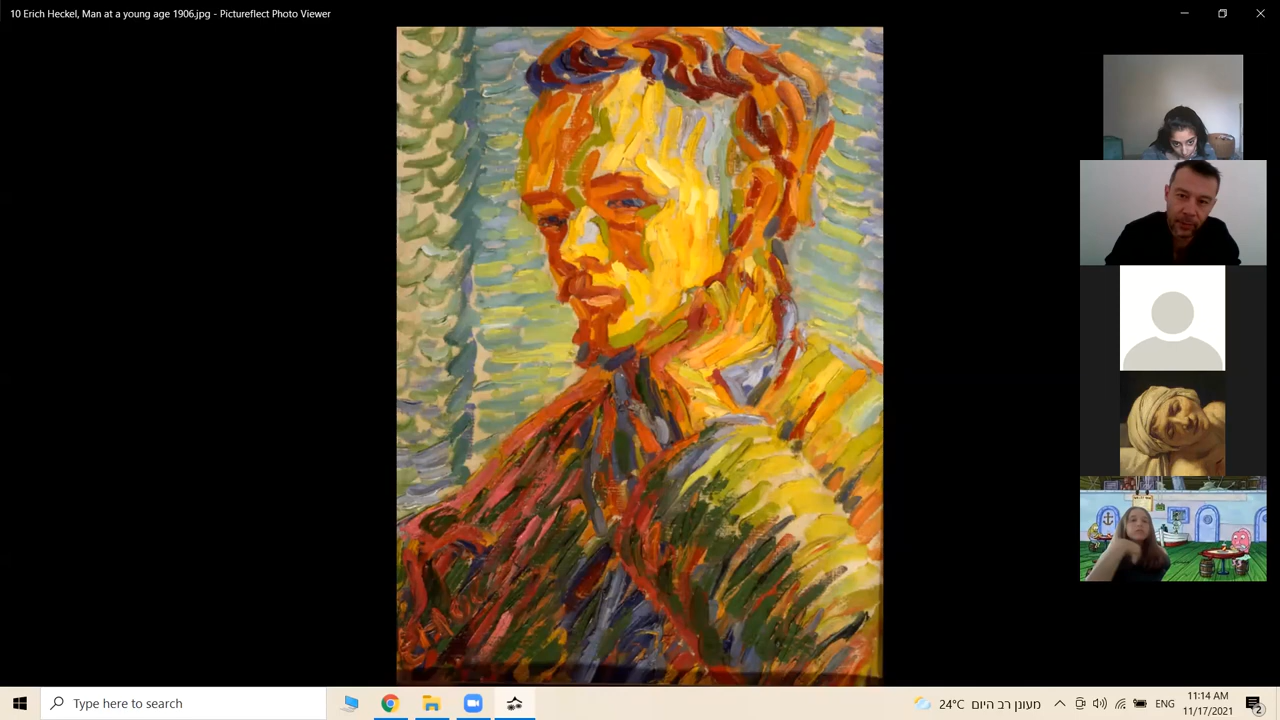 10 Erich Heckel, Man at a young age 1906.jpg - Pictureflect Photo Viewer
Type here to search
24°C מעונן רב היום
ENG
11:14 AM
11/17/2021
2